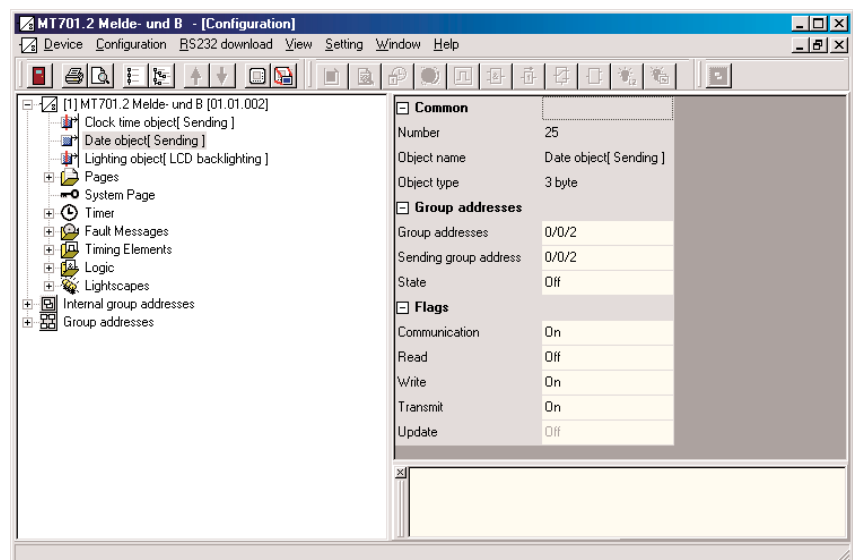 MT701.2 Melde- und B - [Configuration]
Device Configuration RS232 download View Setting Window Help
[1] MT701.2 Melde- und B [01.01.002]
Clock time object[ Sending ]
Date object[ Sending ]
Lighting object[ LCD backlighting ]
Pages
System Page
Timer
Fault Messages
Timing Elements
Logic
Lightscapes
Internal group addresses
Group addresses
Common
Number 25
Object name Date object[ Sending ]
Object type 3 byte
Group addresses
Group addresses 0/0/2
Sending group address 0/0/2
State Off
Flags
Communication On
Read Off
Write On
Transmit On
Update Off